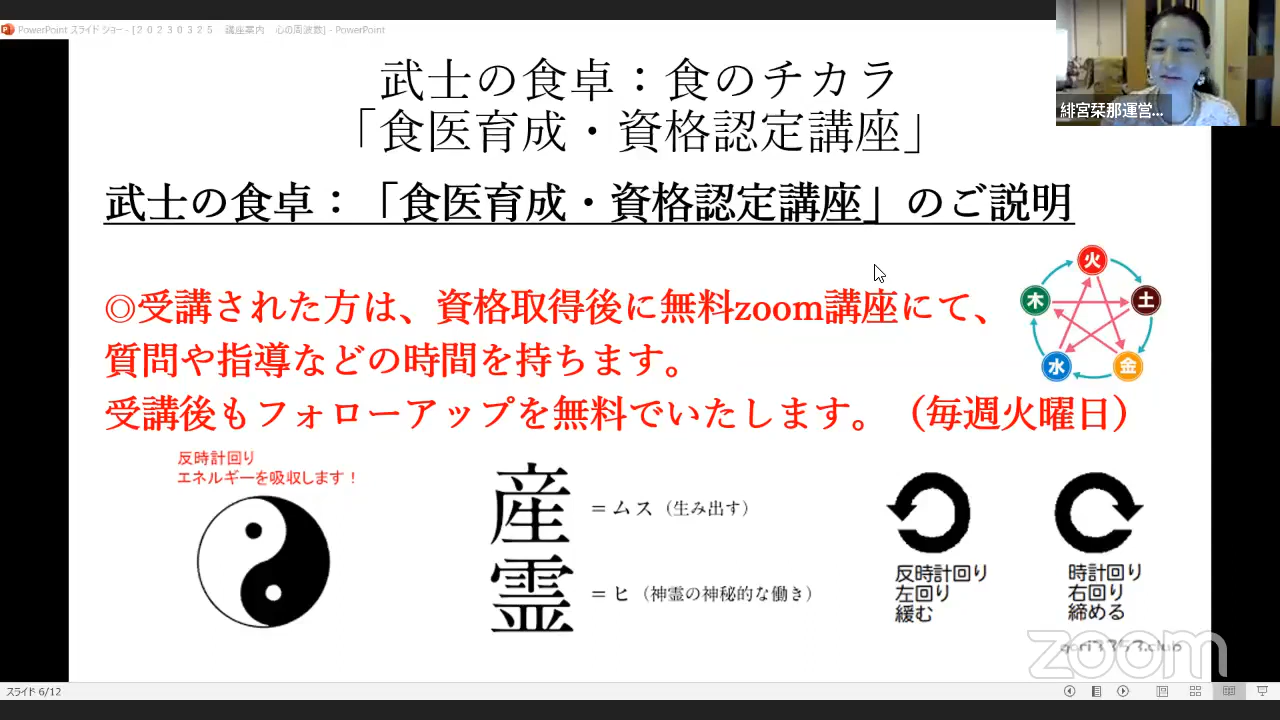 PowerPoint スライド ショー - [２０２３０３２５　講座案内　心の周波数] - PowerPoint
緋宮栞那運営...
武士の食卓：食のチカラ
「食医育成・資格認定講座」
武士の食卓：「食医育成・資格認定講座」のご説明
◎受講された方は、資格取得後に無料zoom講座にて、
質問や指導などの時間を持ちます。
受講後もフォローアップを無料でいたします。（毎週火曜日）
火
木
土
水
金
反時計回り
エネルギーを吸収します！
産
＝ムス（生み出す）
霊
＝ヒ（神霊の神秘的な働き）
反時計回り
左回り
緩む
時計回り
右回り
締める
zoom
スライド 6/12